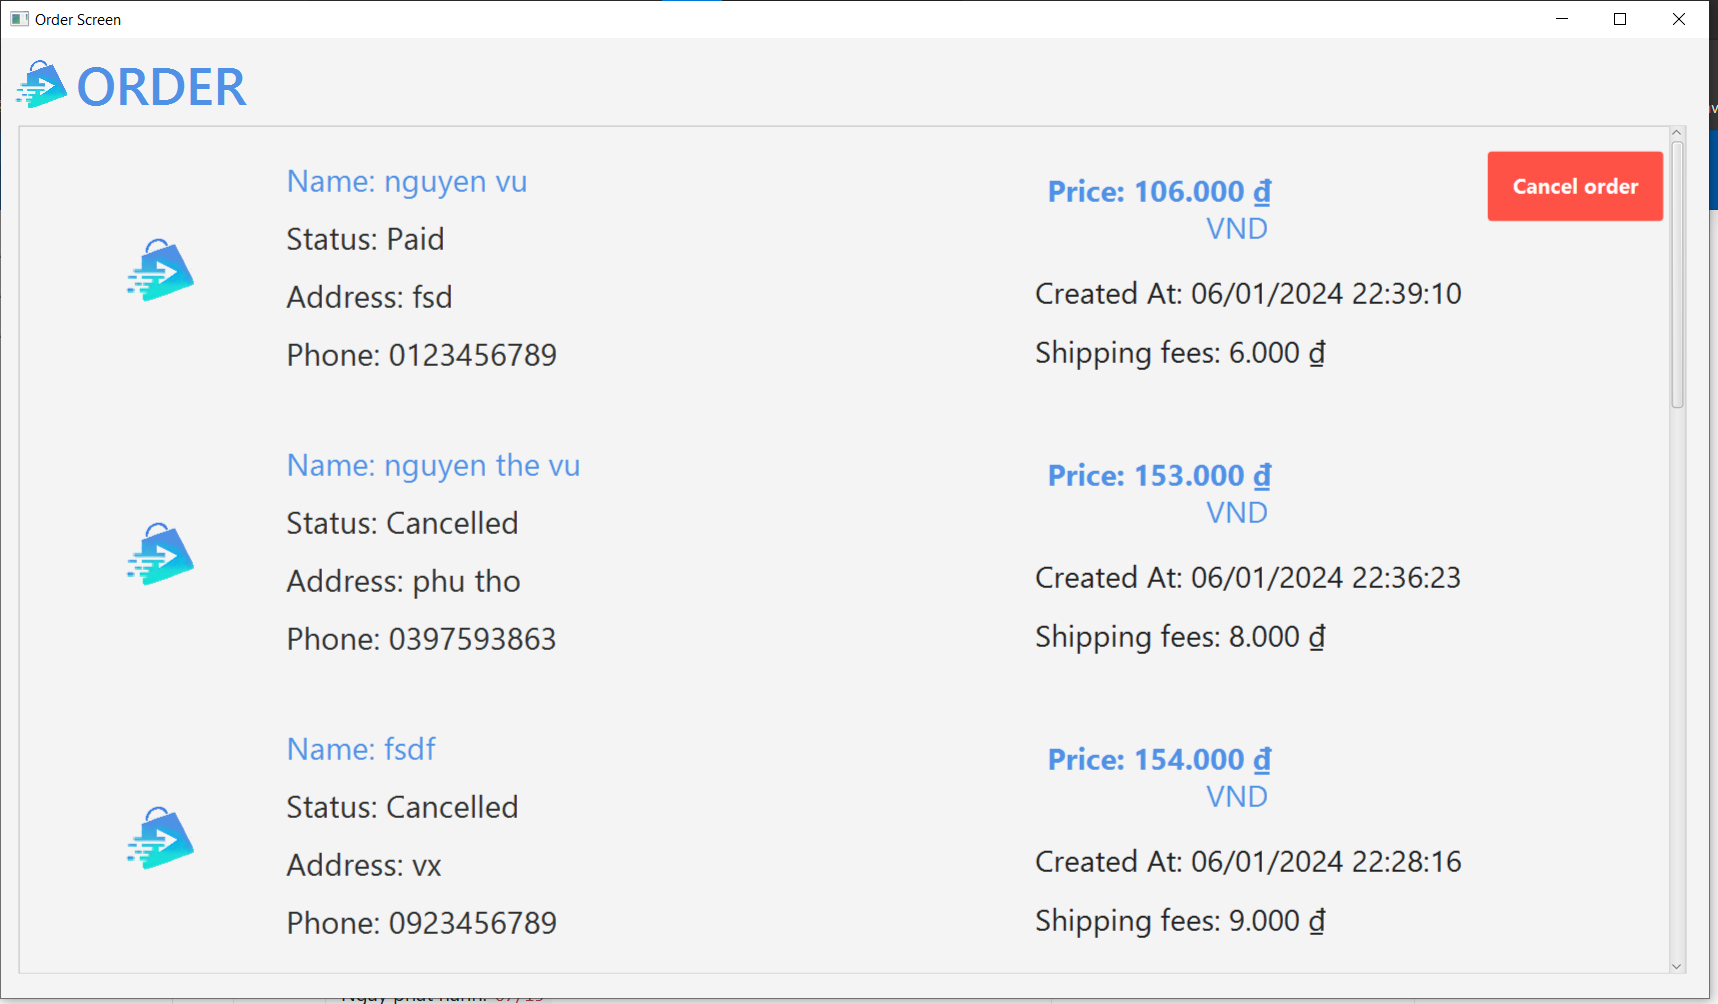 Order Screen
ORDER
Name: nguyen vu
Status: Paid
Address: fsd
Phone: 0123456789
Price: 106.000 ₫
VND
Created At: 06/01/2024 22:39:10
Shipping fees: 6.000 ₫
Cancel order
Name: nguyen the vu
Status: Cancelled
Address: phu tho
Phone: 0397593863
Price: 153.000 ₫
VND
Created At: 06/01/2024 22:36:23
Shipping fees: 8.000 ₫
Name: fsdf
Status: Cancelled
Address: vx
Phone: 0923456789
Price: 154.000 ₫
VND
Created At: 06/01/2024 22:28:16
Shipping fees: 9.000 ₫